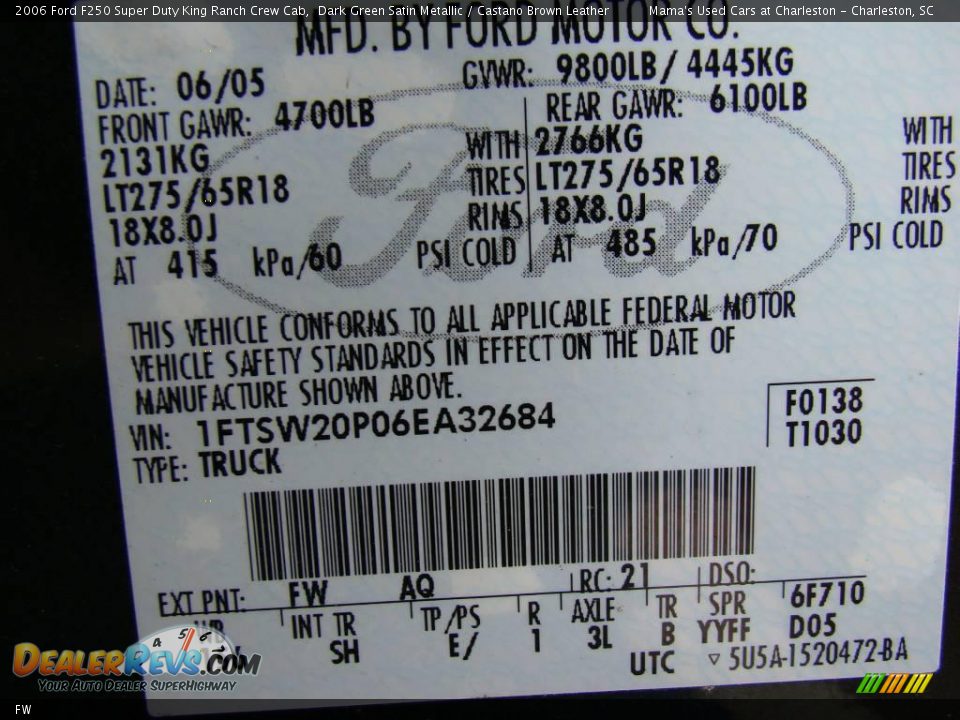 2006 Ford F250 Super Duty King Ranch Crew Cab, Dark Green Satin Metallic / Castano Brown Leather Mama's Used Cars at Charleston - Charleston, SC
MFD. BY FORD MOTOR CO.
DATE: 06/05 GVWR: 9800LB/ 4445KG
FRONT GAWR: 4700LB REAR GAWR: 6100LB
2131KG WITH 2766KG WITH
LT275/65R18 TIRES LT275/65R18 TIRES
18X8.0J RIMS 18X8.0J RIMS
AT 415 kPa/60 PSI COLD AT 485 kPa/70 PSI COLD
Ford
THIS VEHICLE CONFORMS TO ALL APPLICABLE FEDERAL MOTOR
VEHICLE SAFETY STANDARDS IN EFFECT ON THE DATE OF
MANUFACTURE SHOWN ABOVE.
VIN: 1FTSW20P06EA32684 F0138
TYPE: TRUCK T1030
EXT PNT: FW AQ RC: 21 DSO:
WB INT TR TP/PS R AXLE TR SPR 6F710
SH E/ 1 3L B YYFF D05
UTC ▽ 5U5A-1520472-BA
4 5 6
DEALERREVS.COM
Your Auto Dealer SuperHighway
FW